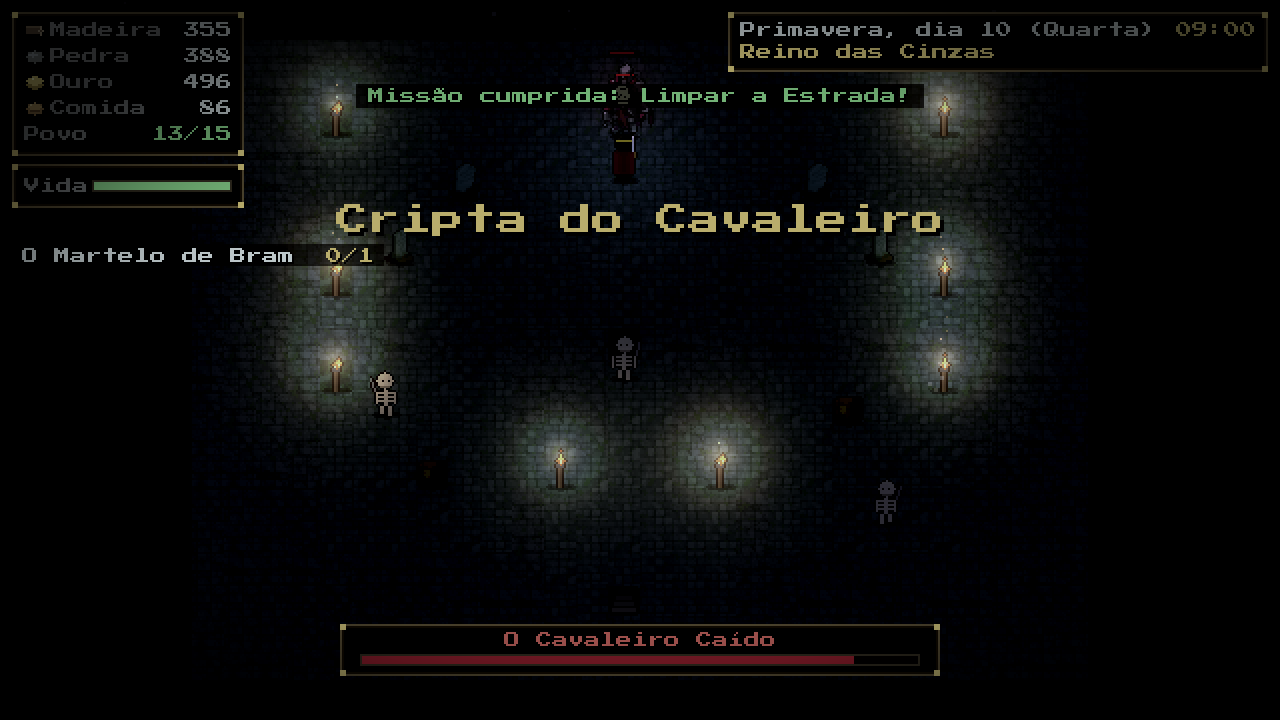 Madeira 355
Pedra 388
Ouro 496
Comida 86
Povo 13/15
Vida
Primavera, dia 10 (Quarta) 09:00
Reino das Cinzas
Missão cumprida: Limpar a Estrada!
Cripta do Cavaleiro
O Martelo de Bram 0/1
O Cavaleiro Caído